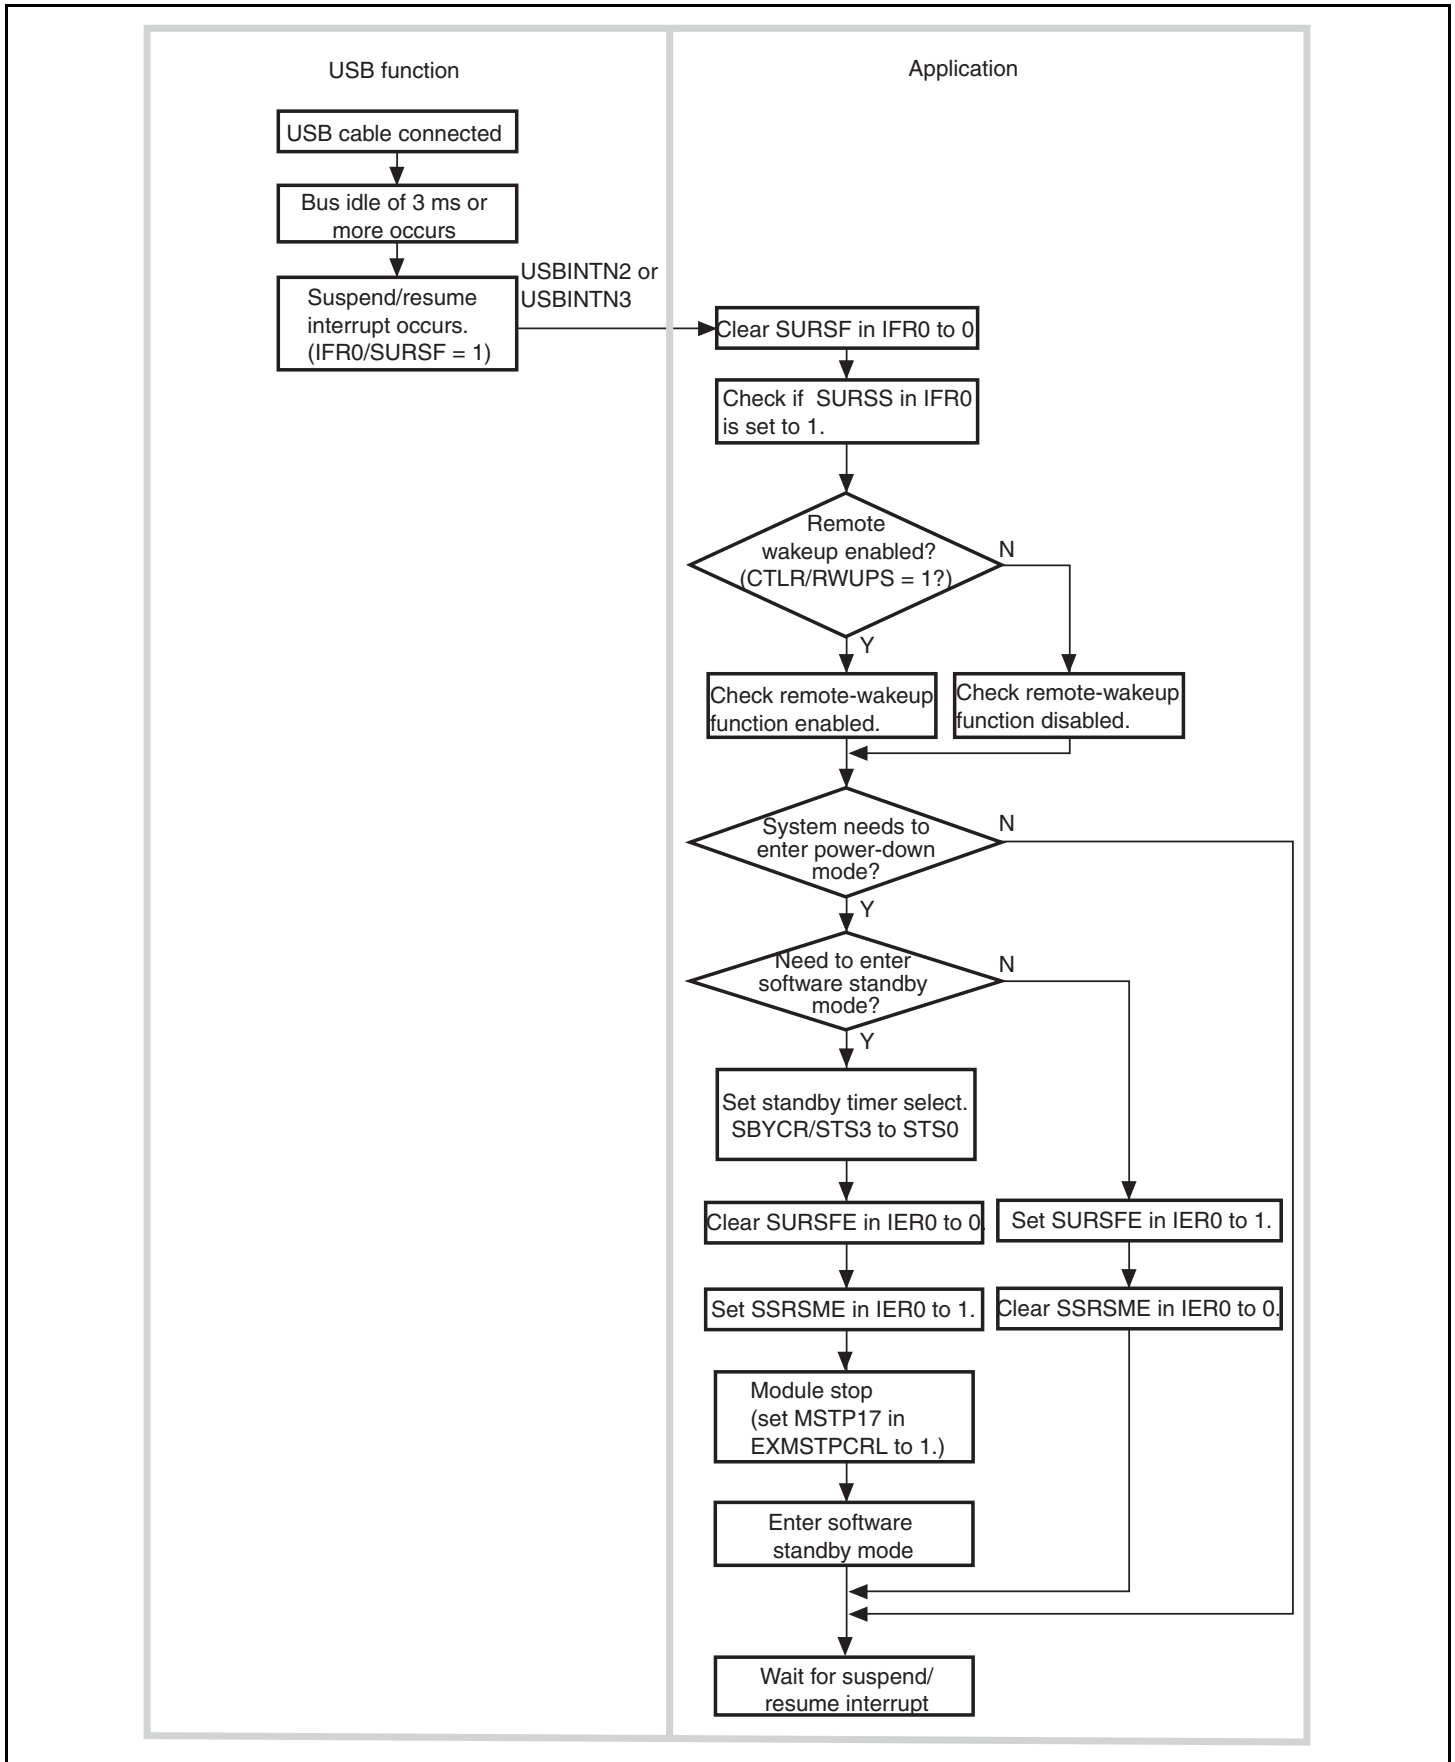 USB function
Application
USB cable connected
Bus idle of 3 ms or
more occurs
Suspend/resume
interrupt occurs.
(IFR0/SURSF = 1)
USBINTN2 or
USBINTN3
Clear SURSF in IFR0 to 0
Check if  SURSS in IFR0
is set to 1.
Remote
wakeup enabled?
(CTLR/RWUPS = 1?)
N
Y
Check remote-wakeup
function enabled.
Check remote-wakeup
function disabled.
System needs to
enter power-down
mode?
N
Y
Need to enter
software standby
mode?
N
Y
Set standby timer select.
SBYCR/STS3 to STS0
Clear SURSFE in IER0 to 0.
Set SURSFE in IER0 to 1.
Set SSRSME in IER0 to 1.
Clear SSRSME in IER0 to 0.
Module stop
(set MSTP17 in
EXMSTPCRL to 1.)
Enter software
standby mode
Wait for suspend/
resume interrupt